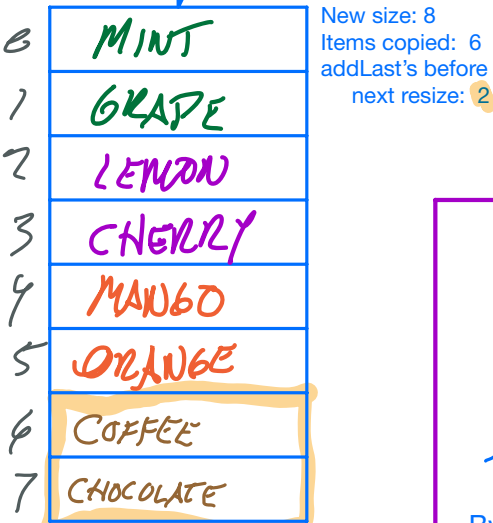 New size: 8
Items copied: 6
addLast's before
next resize: 2
0 MINT
1 GRAPE
2 LEMON
3 CHERRY
4 MANGO
5 ORANGE
6 COFFEE
7 CHOCOLATE